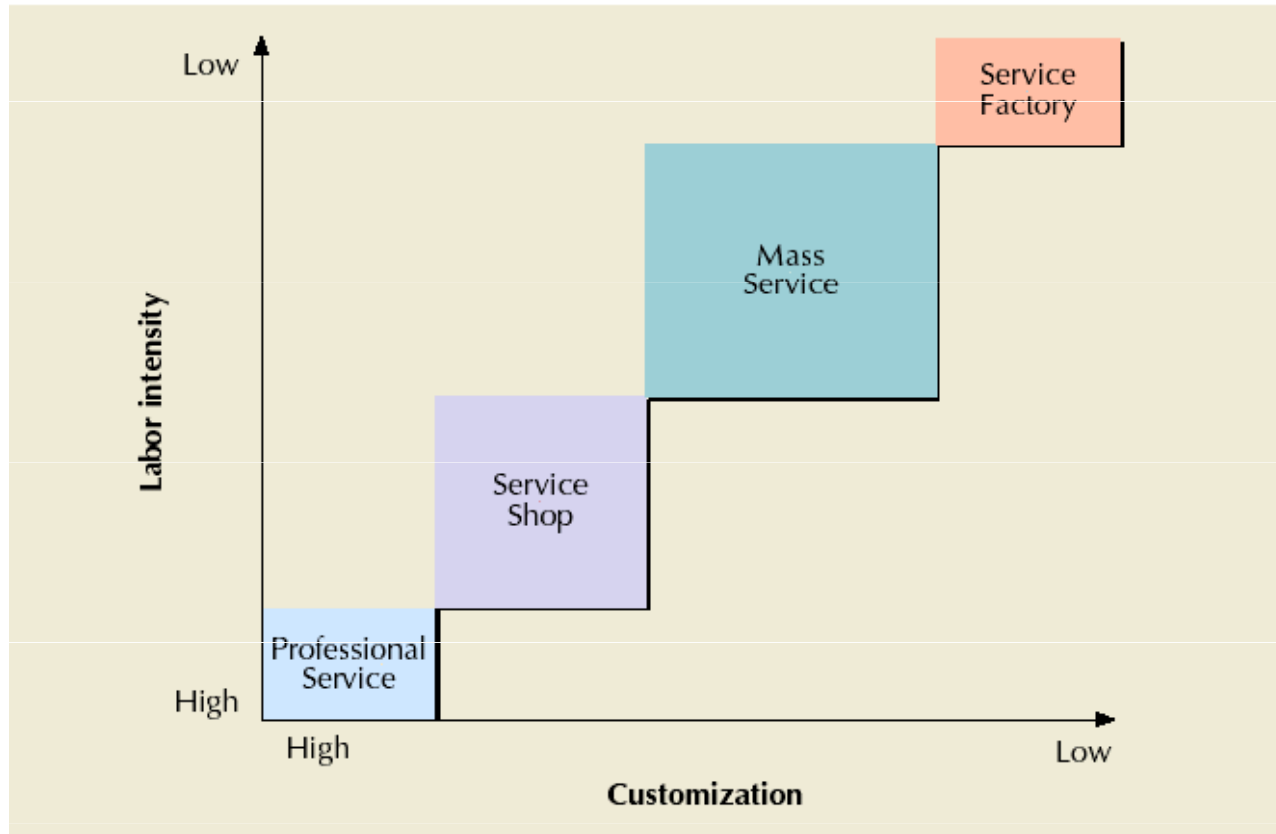 Low
Service
Factory
Mass
Service
Labor intensity
Service
Shop
Professional
Service
High
High
Low
Customization